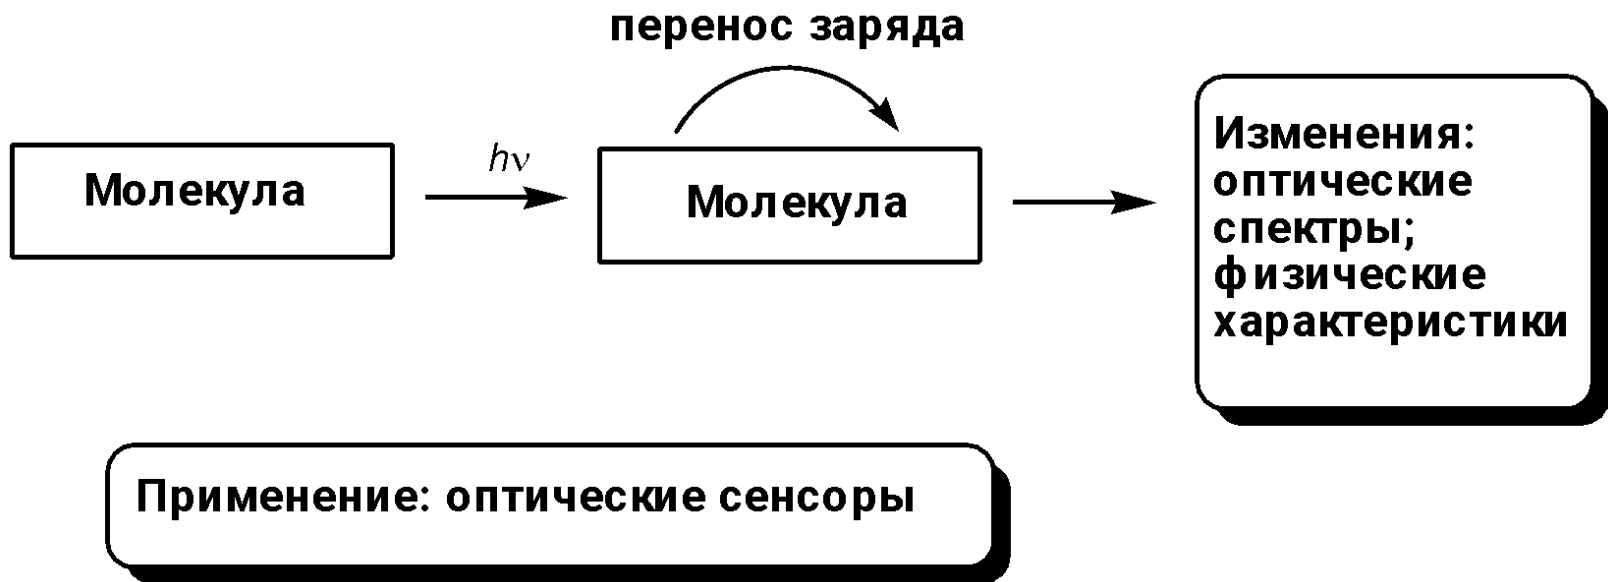 перенос заряда
Молекула
hν
Молекула
Изменения:
оптические
спектры;
физические
характеристики
Применение: оптические сенсоры